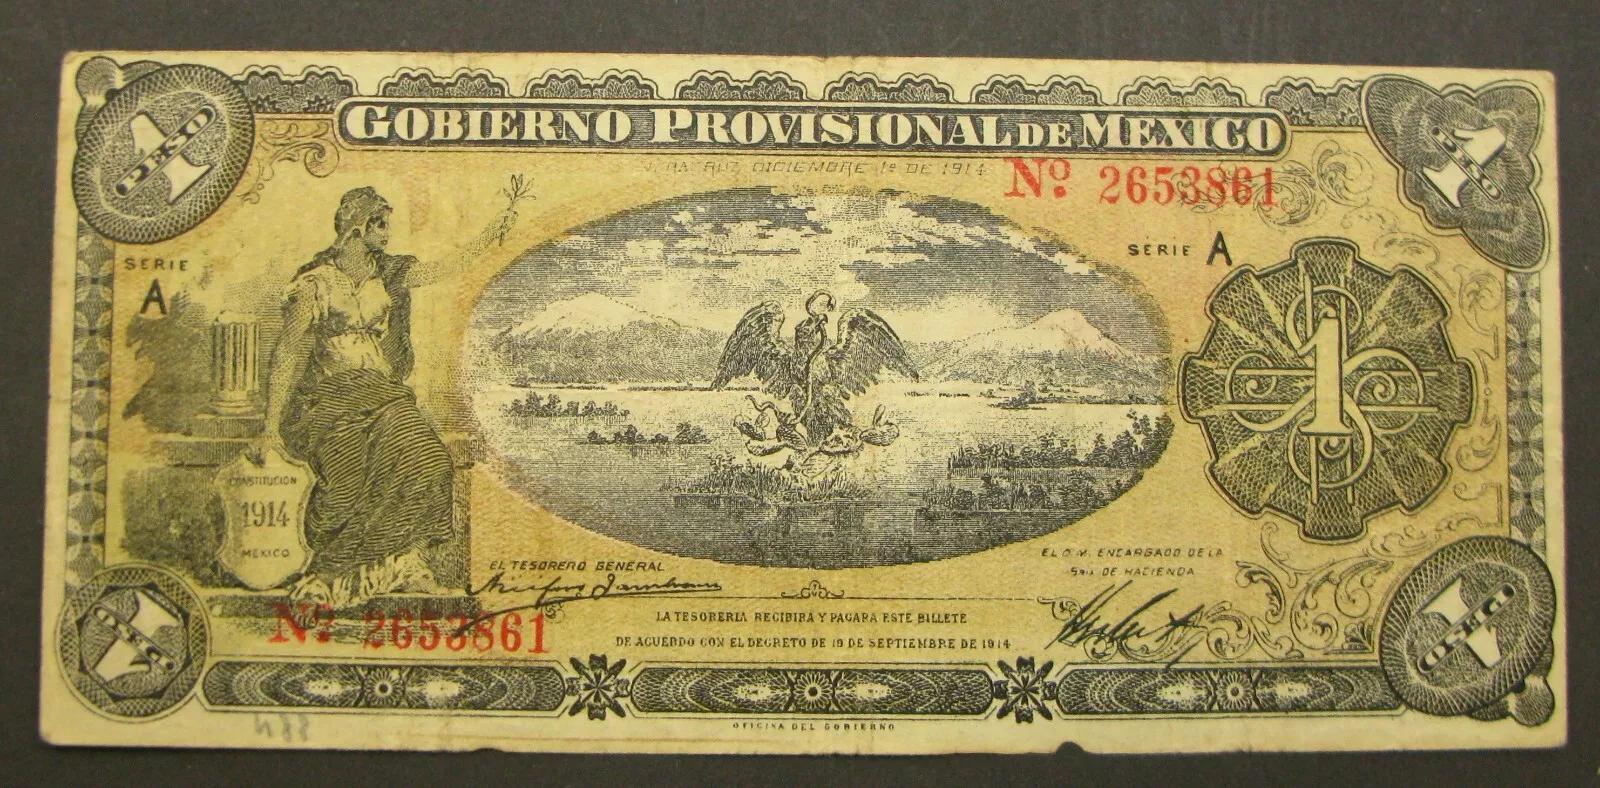 1 PESO
1 PESO
GOBIERNO PROVISIONAL DE MEXICO
VERACRUZ, DICIEMBRE 1º DE 1914
Nº 2653861
SERIE
A
SERIE A
1
CONSTITUCION
1914
MEXICO
EL TESORERO GENERAL
EL O.M. ENCARGADO DE LA
SRIA DE HACIENDA
Nº 2653861
LA TESORERIA RECIBIRA Y PAGARA ESTE BILLETE
DE ACUERDO CON EL DECRETO DE 19 DE SEPTIEMBRE DE 1914
1 PESO
1 PESO
OFICINA DEL GOBIERNO
488